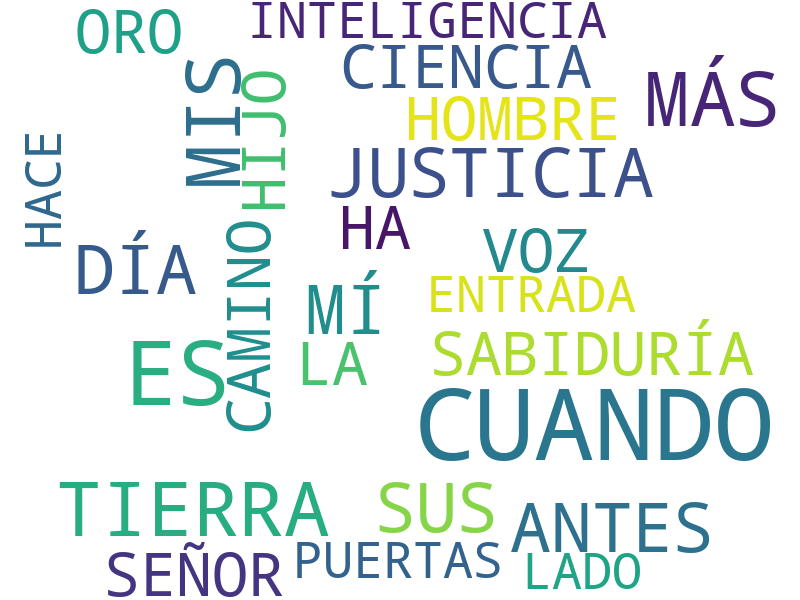 INTELIGENCIA
ORO
CIENCIA
MIS
HIJO
MÁS
HOMBRE
HACE
JUSTICIA
HA
CAMINO
VOZ
DÍA
MÍ
ENTRADA
SABIDURÍA
ES
LA
CUANDO
TIERRA
SUS
ANTES
PUERTAS
SEÑOR
LADO